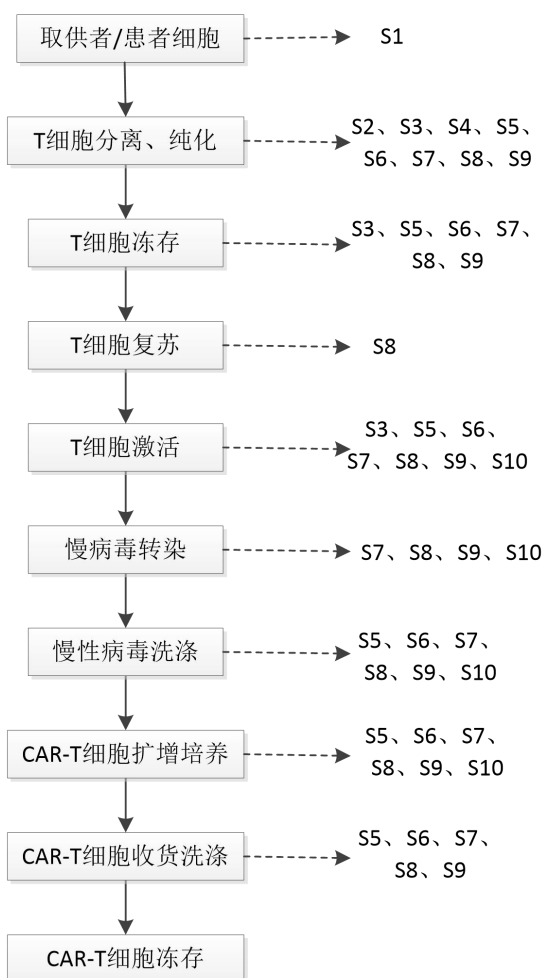 取供者/患者细胞
S1
T细胞分离、纯化
S2、S3、S4、S5、
S6、S7、S8、S9
T细胞冻存
S3、S5、S6、S7、
S8、S9
T细胞复苏
S8
T细胞激活
S3、S5、S6、
S7、S8、S9、S10
慢病毒转染
S7、S8、S9、S10
慢性病毒洗涤
S5、S6、S7、
S8、S9、S10
CAR-T细胞扩增培养
S5、S6、S7、
S8、S9、S10
CAR-T细胞收货洗涤
S5、S6、S7、
S8、S9
CAR-T细胞冻存